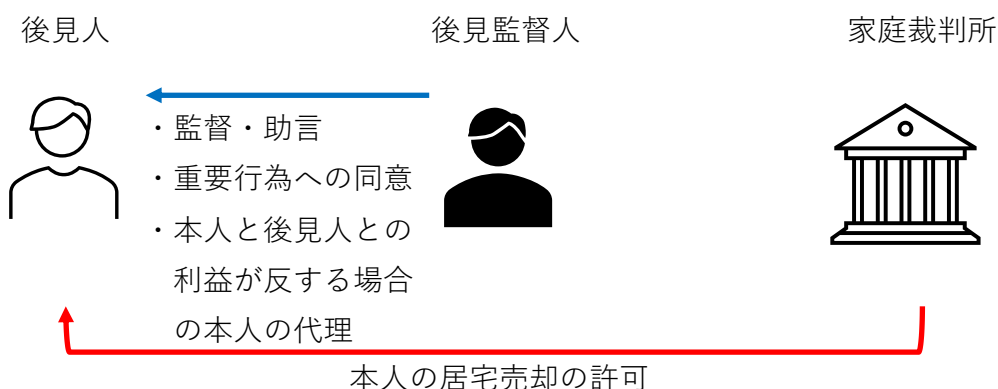 後見人
後見監督人
家庭裁判所
・監督・助言
・重要行為への同意
・本人と後見人との
利益が反する場合
の本人の代理
本人の居宅売却の許可